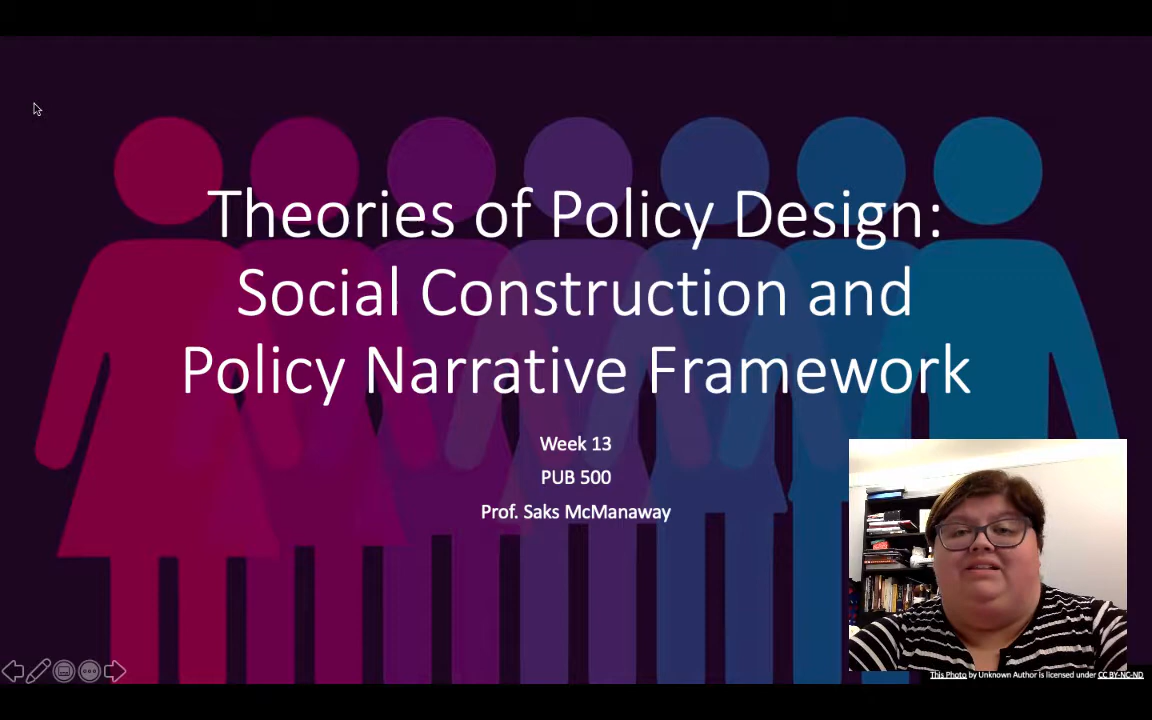 Theories of Policy Design:
Social Construction and
Policy Narrative Framework
Week 13
PUB 500
Prof. Saks McManaway
This Photo by Unknown Author is licensed under CC BY-NC-ND